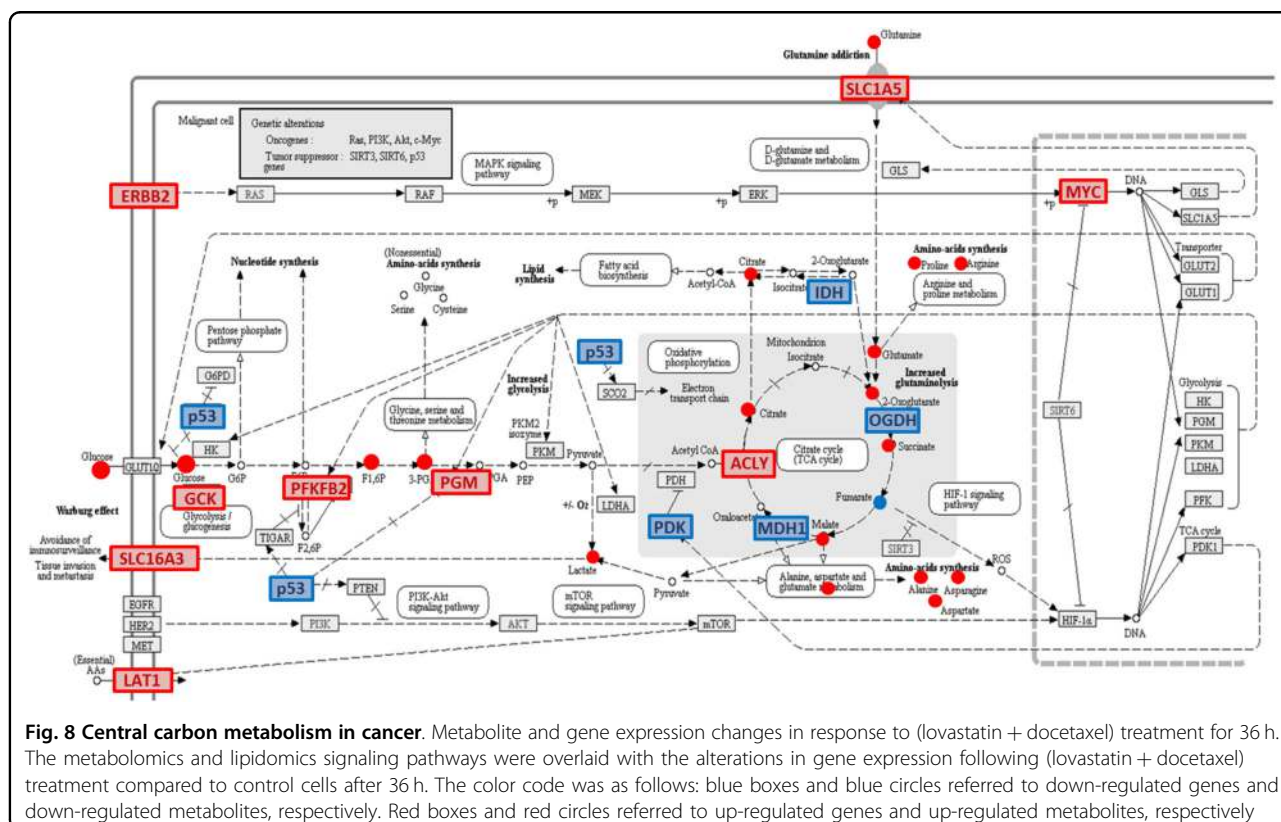 Glutamine
Glutamine addiction
SLC1A5
Malignant cell
Genetic alterations
Oncogenes : Ras, PI3K, Akt, c-Myc
Tumor suppressor : SIRT3, SIRT6, p53
genes
MAPK signaling
pathway
D-glutamine and
D-glutamate metabolism
GLS
ERBB2
RAS
RAF
+p
MEK
+p
ERK
+p
MYC
DNA
GLS
SLC1A5
Transporter
GLUT2
GLUT1
Nucleotide synthesis
(Nonessential)
Amino-acids synthesis
Glycine
Serine
Cysteine
Lipid
synthesis
Fatty acid
biosynthesis
Acetyl-CoA
Citrate
Isocitrate
2-Oxoglutarate
IDH
Amino-acids synthesis
Proline
Arginine
Arginine and
proline metabolism
Pentose phosphate
pathway
G6PD
p53
HK
Glycine, serine and
threonine metabolism
Increased
glycolysis
PKM2
isozyme
PKM
p53
SCO2
Oxidative
phosphorylation
Electron
transport chain
Mitochondrion
Isocitrate
Glutamate
Increased
glutaminolysis
2-Oxoglutarate
OGDH
Citrate
Succinate
SIRT6
Glycolysis
HK
PGM
PKM
LDHA
PFK
TCA cycle
PDK1
Glucose
Glucose
G6P
F1,6P
3-PG
PEP
Pyruvate
Acetyl CoA
ACLY
Citrate cycle
(TCA cycle)
GCK
PFKFB2
PGM
+/- O2
LDHA
PDH
Fumarate
HIF-1 signaling
pathway
Warburg effect
Glycolysis /
TIGAR
F2,6P
PDK
Oxaloacetate
MDH1
Malate
SIRT3
ROS
Avoidance of
immunosurveillance
Tissue invasion
and metastasis
SLC16A3
p53
PTEN
Lactate
Pyruvate
Alanine, aspartate and
glutamate metabolism
Amino-acids synthesis
Alanine
Asparagine
Aspartate
EGFR
HER2
MET
PI3K
PI3K-Akt
signaling pathway
AKT
mTOR
signaling pathway
mTOR
HIF-1α
DNA
(Essential)
AAs
LAT1
Fig. 8 Central carbon metabolism in cancer. Metabolite and gene expression changes in response to (lovastatin + docetaxel) treatment for 36 h.
The metabolomics and lipidomics signaling pathways were overlaid with the alterations in gene expression following (lovastatin + docetaxel)
treatment compared to control cells after 36 h. The color code was as follows: blue boxes and blue circles referred to down-regulated genes and
down-regulated metabolites, respectively. Red boxes and red circles referred to up-regulated genes and up-regulated metabolites, respectively